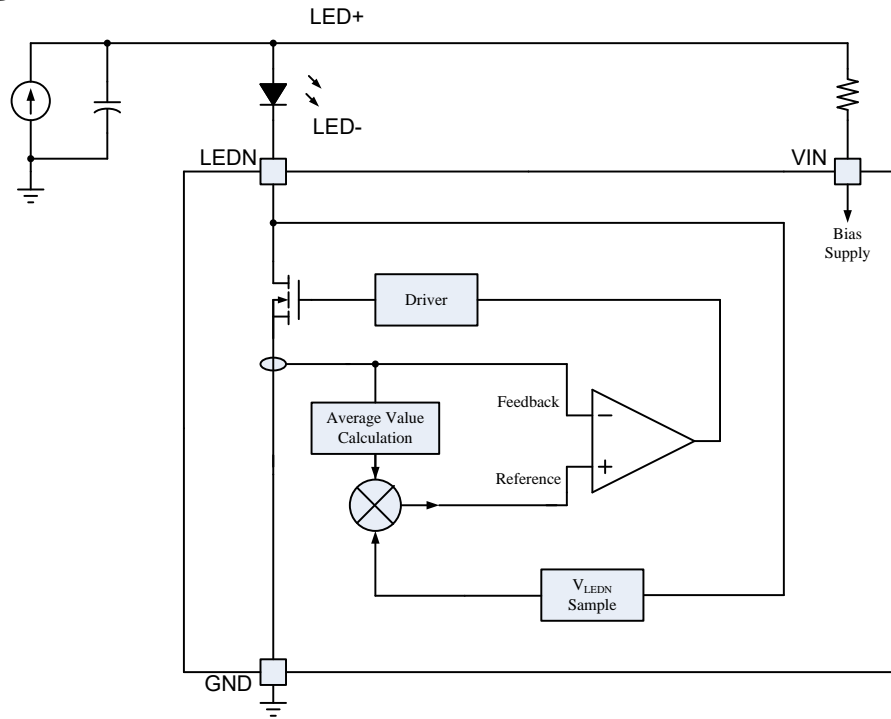 LED+
LED-
LEDN
VIN
Bias
Supply
Driver
Feedback
Average Value
Calculation
Reference
VLEDN
Sample
GND